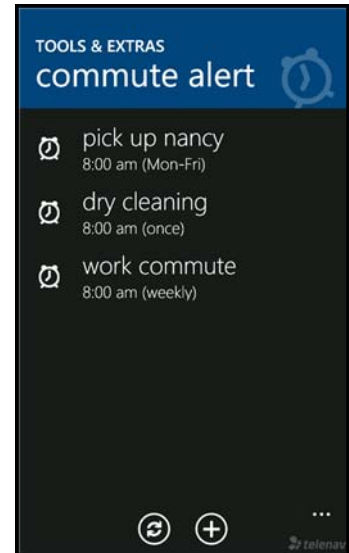 TOOLS & EXTRAS
commute alert
pick up nancy
8:00 am (Mon-Fri)
dry cleaning
8:00 am (once)
work commute
8:00 am (weekly)
...
telenav